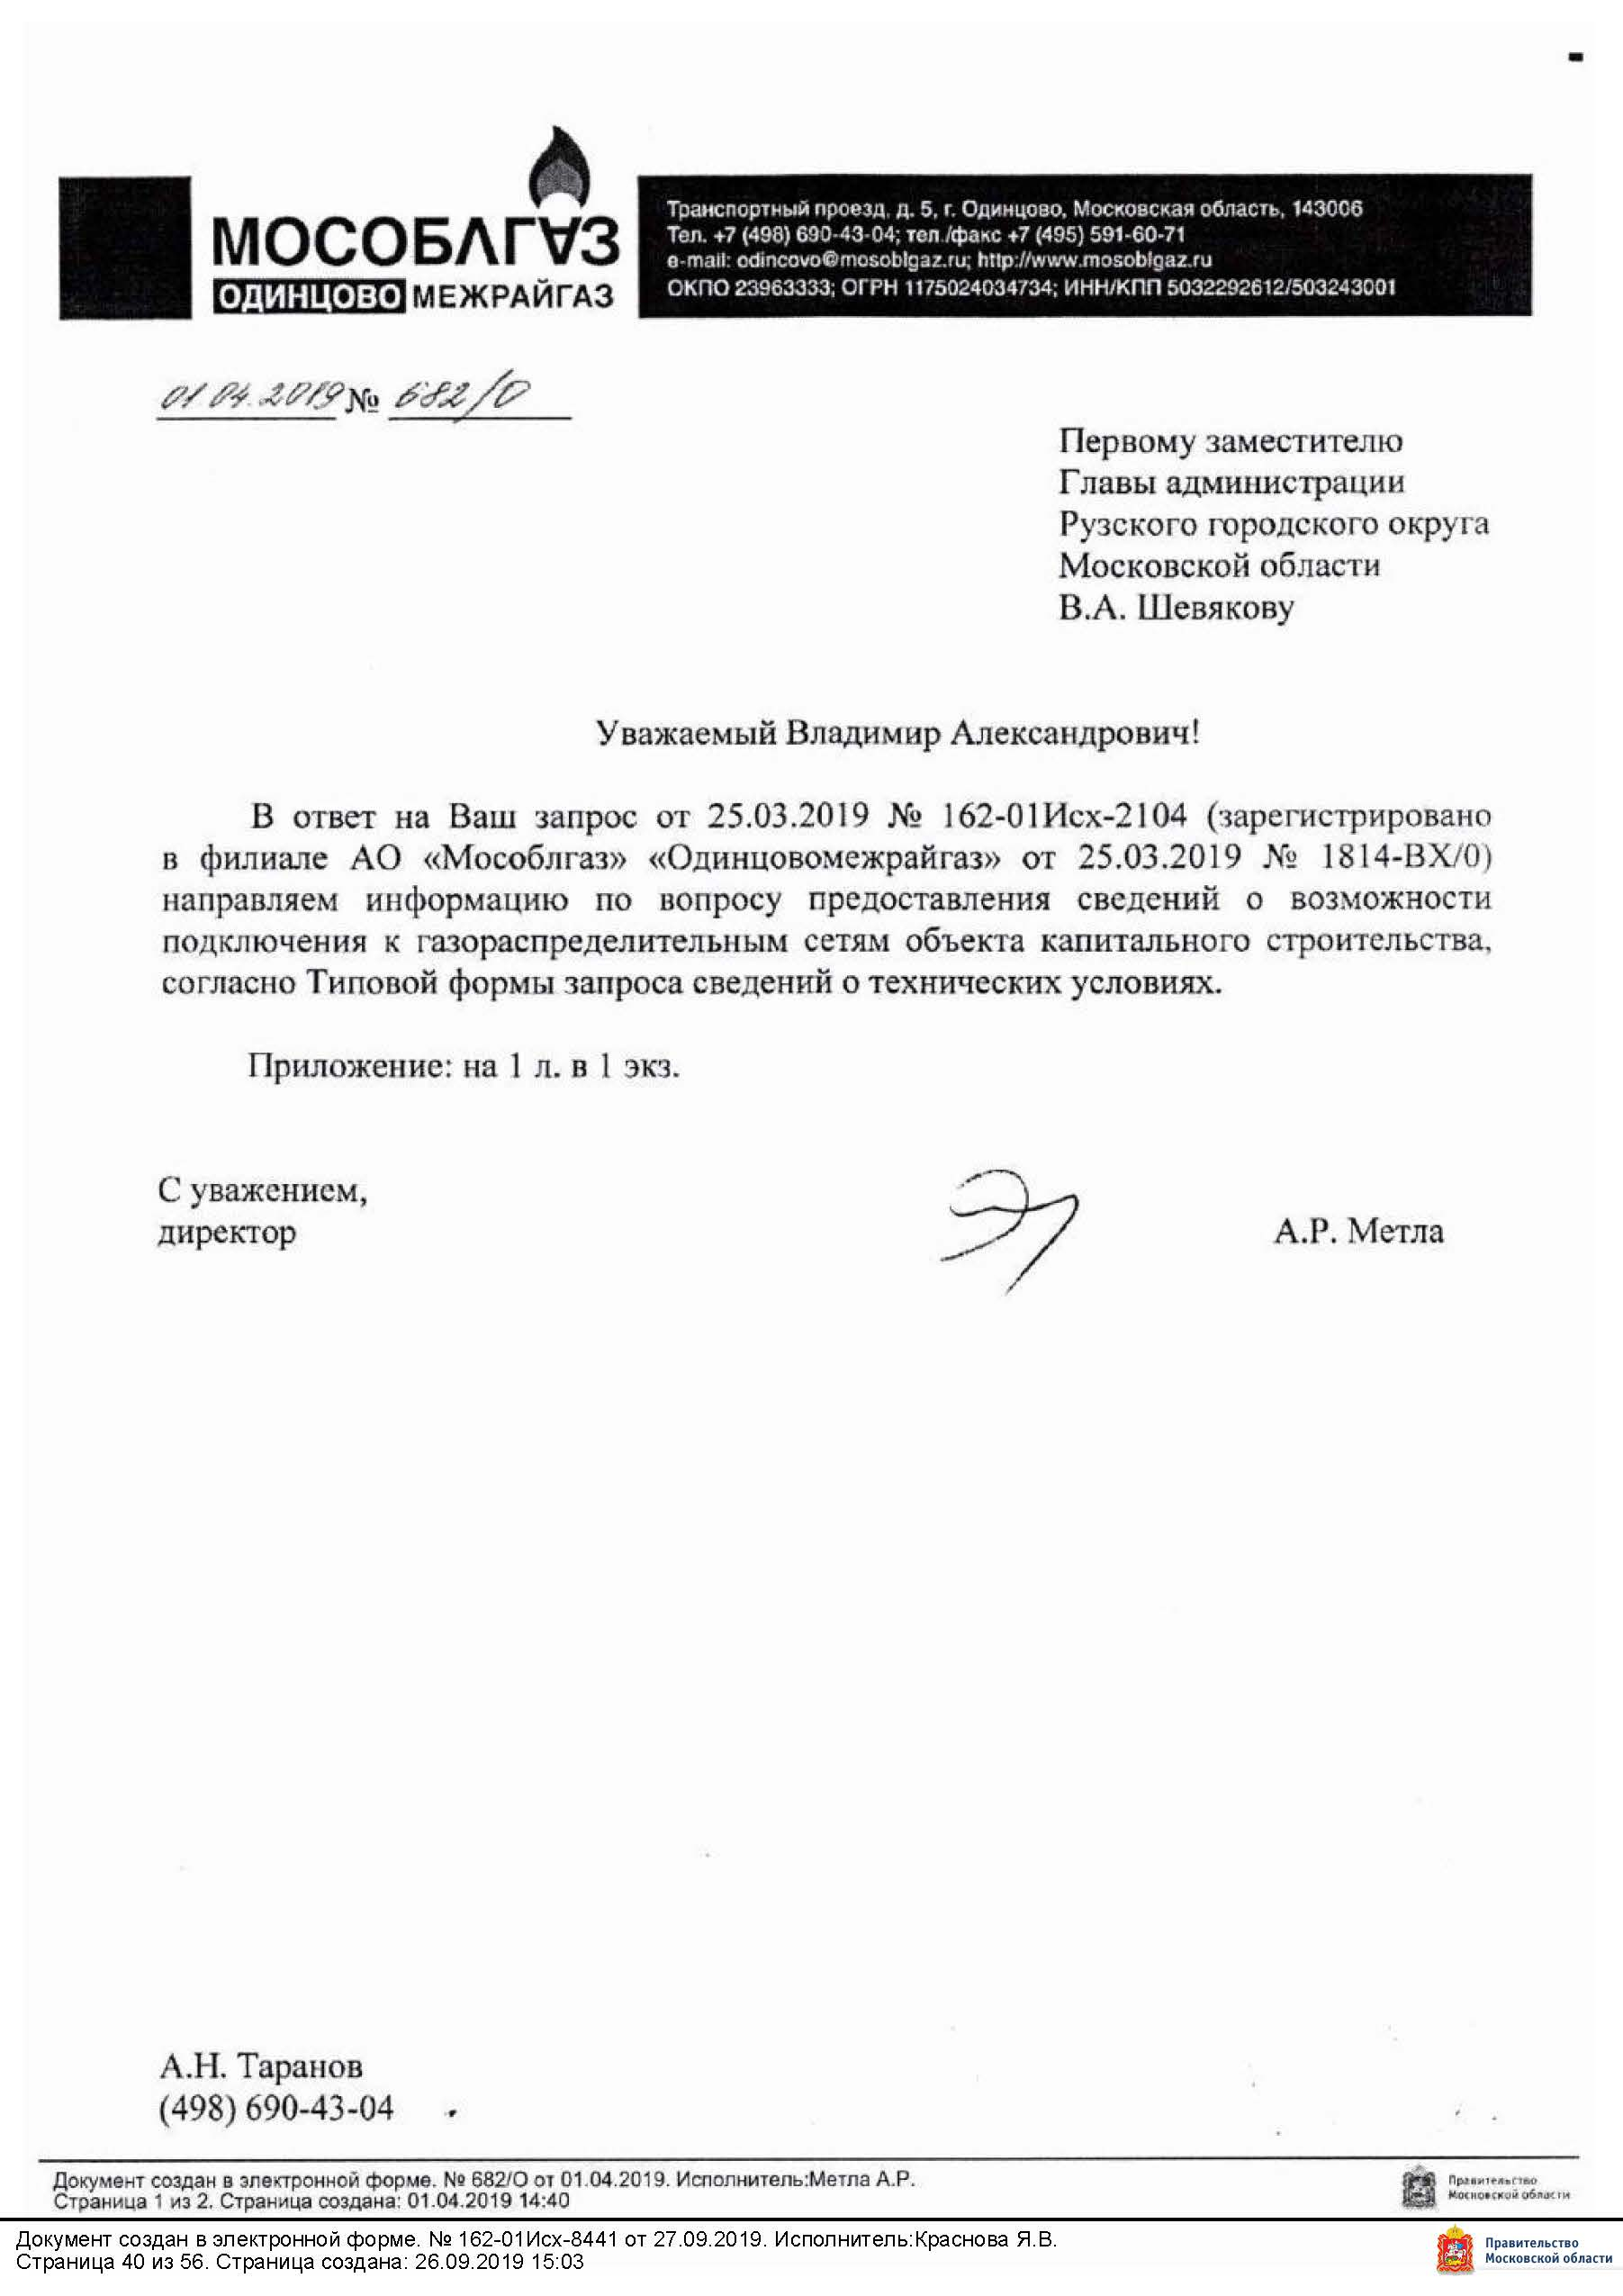 МОСОБЛГАЗ
ОДИНЦОВО МЕЖРАЙГАЗ
Транспортный проезд, д. 5, г. Одинцово, Московская область, 143006
Тел. +7 (498) 690-43-04; тел./факс +7 (495) 591-60-71
e-mail: odincovo@mosoblgaz.ru; http://www.mosoblgaz.ru
ОКПО 23963333; ОГРН 1175024034734; ИНН/КПП 5032292612/503243001
01.04.2019 № 682/О
Первому заместителю
Главы администрации
Рузского городского округа
Московской области
В.А. Шевякову
Уважаемый Владимир Александрович!
В ответ на Ваш запрос от 25.03.2019 № 162-01Исх-2104 (зарегистрировано
в филиале АО «Мособлгаз» «Одинцовомежрайгаз» от 25.03.2019 № 1814-ВХ/0)
направляем информацию по вопросу предоставления сведений о возможности
подключения к газораспределительным сетям объекта капитального строительства,
согласно Типовой формы запроса сведений о технических условиях.
Приложение: на 1 л. в 1 экз.
С уважением,
директор
А.Р. Метла
А.Н. Таранов
(498) 690-43-04
Документ создан в электронной форме. № 682/О от 01.04.2019. Исполнитель:Метла А.Р.
Страница 1 из 2. Страница создана: 01.04.2019 14:40
Правительство
Московской области
Документ создан в электронной форме. № 162-01Исх-8441 от 27.09.2019. Исполнитель:Краснова Я.В.
Страница 40 из 56. Страница создана: 26.09.2019 15:03
Правительство
Московской области